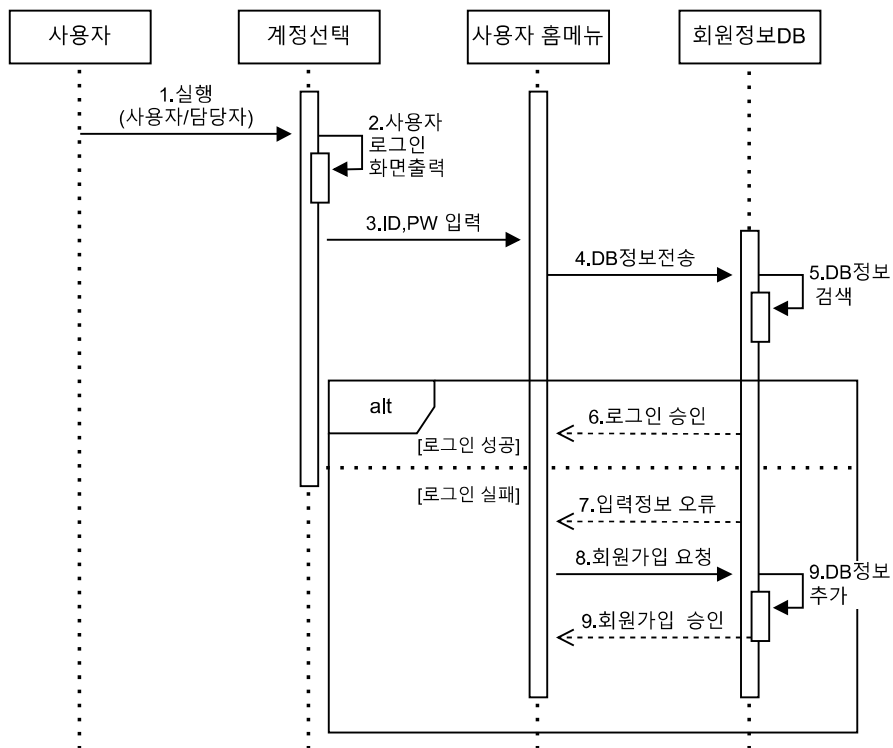 사용자
계정선택
사용자 홈메뉴
회원정보DB
1.실행
(사용자/담당자)
2.사용자
로그인
화면출력
3.ID,PW 입력
4.DB정보전송
5.DB정보
검색
alt
6.로그인 승인
[로그인 성공]
[로그인 실패]
7.입력정보 오류
8.회원가입 요청
9.DB정보
추가
9.회원가입 승인